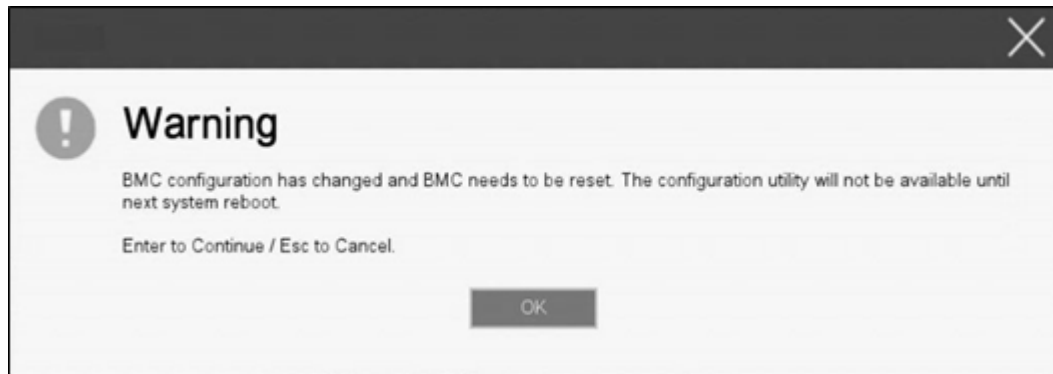 Warning
BMC configuration has changed and BMC needs to be reset. The configuration utility will not be available until
next system reboot.
Enter to Continue / Esc to Cancel.
OK